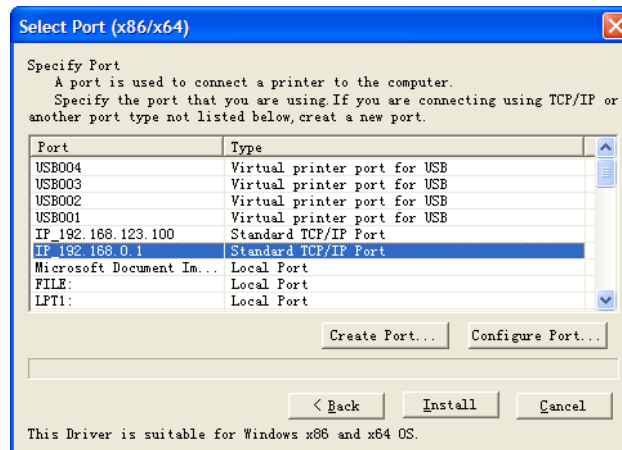 Select Port (x86/x64)
Specify Port
A port is used to connect a printer to the computer.
Specify the port that you are using.If you are connecting using TCP/IP or
another port type not listed below,creat a new port.
Port Type
USB004 Virtual printer port for USB
USB003 Virtual printer port for USB
USB002 Virtual printer port for USB
USB001 Virtual printer port for USB
IP_192.168.123.100 Standard TCP/IP Port
IP_192.168.0.1 Standard TCP/IP Port
Microsoft Document Im... Local Port
FILE: Local Port
LPT1: Local Port
Create Port... Configure Port...
< Back Install Cancel
This Driver is suitable for Windows x86 and x64 OS.